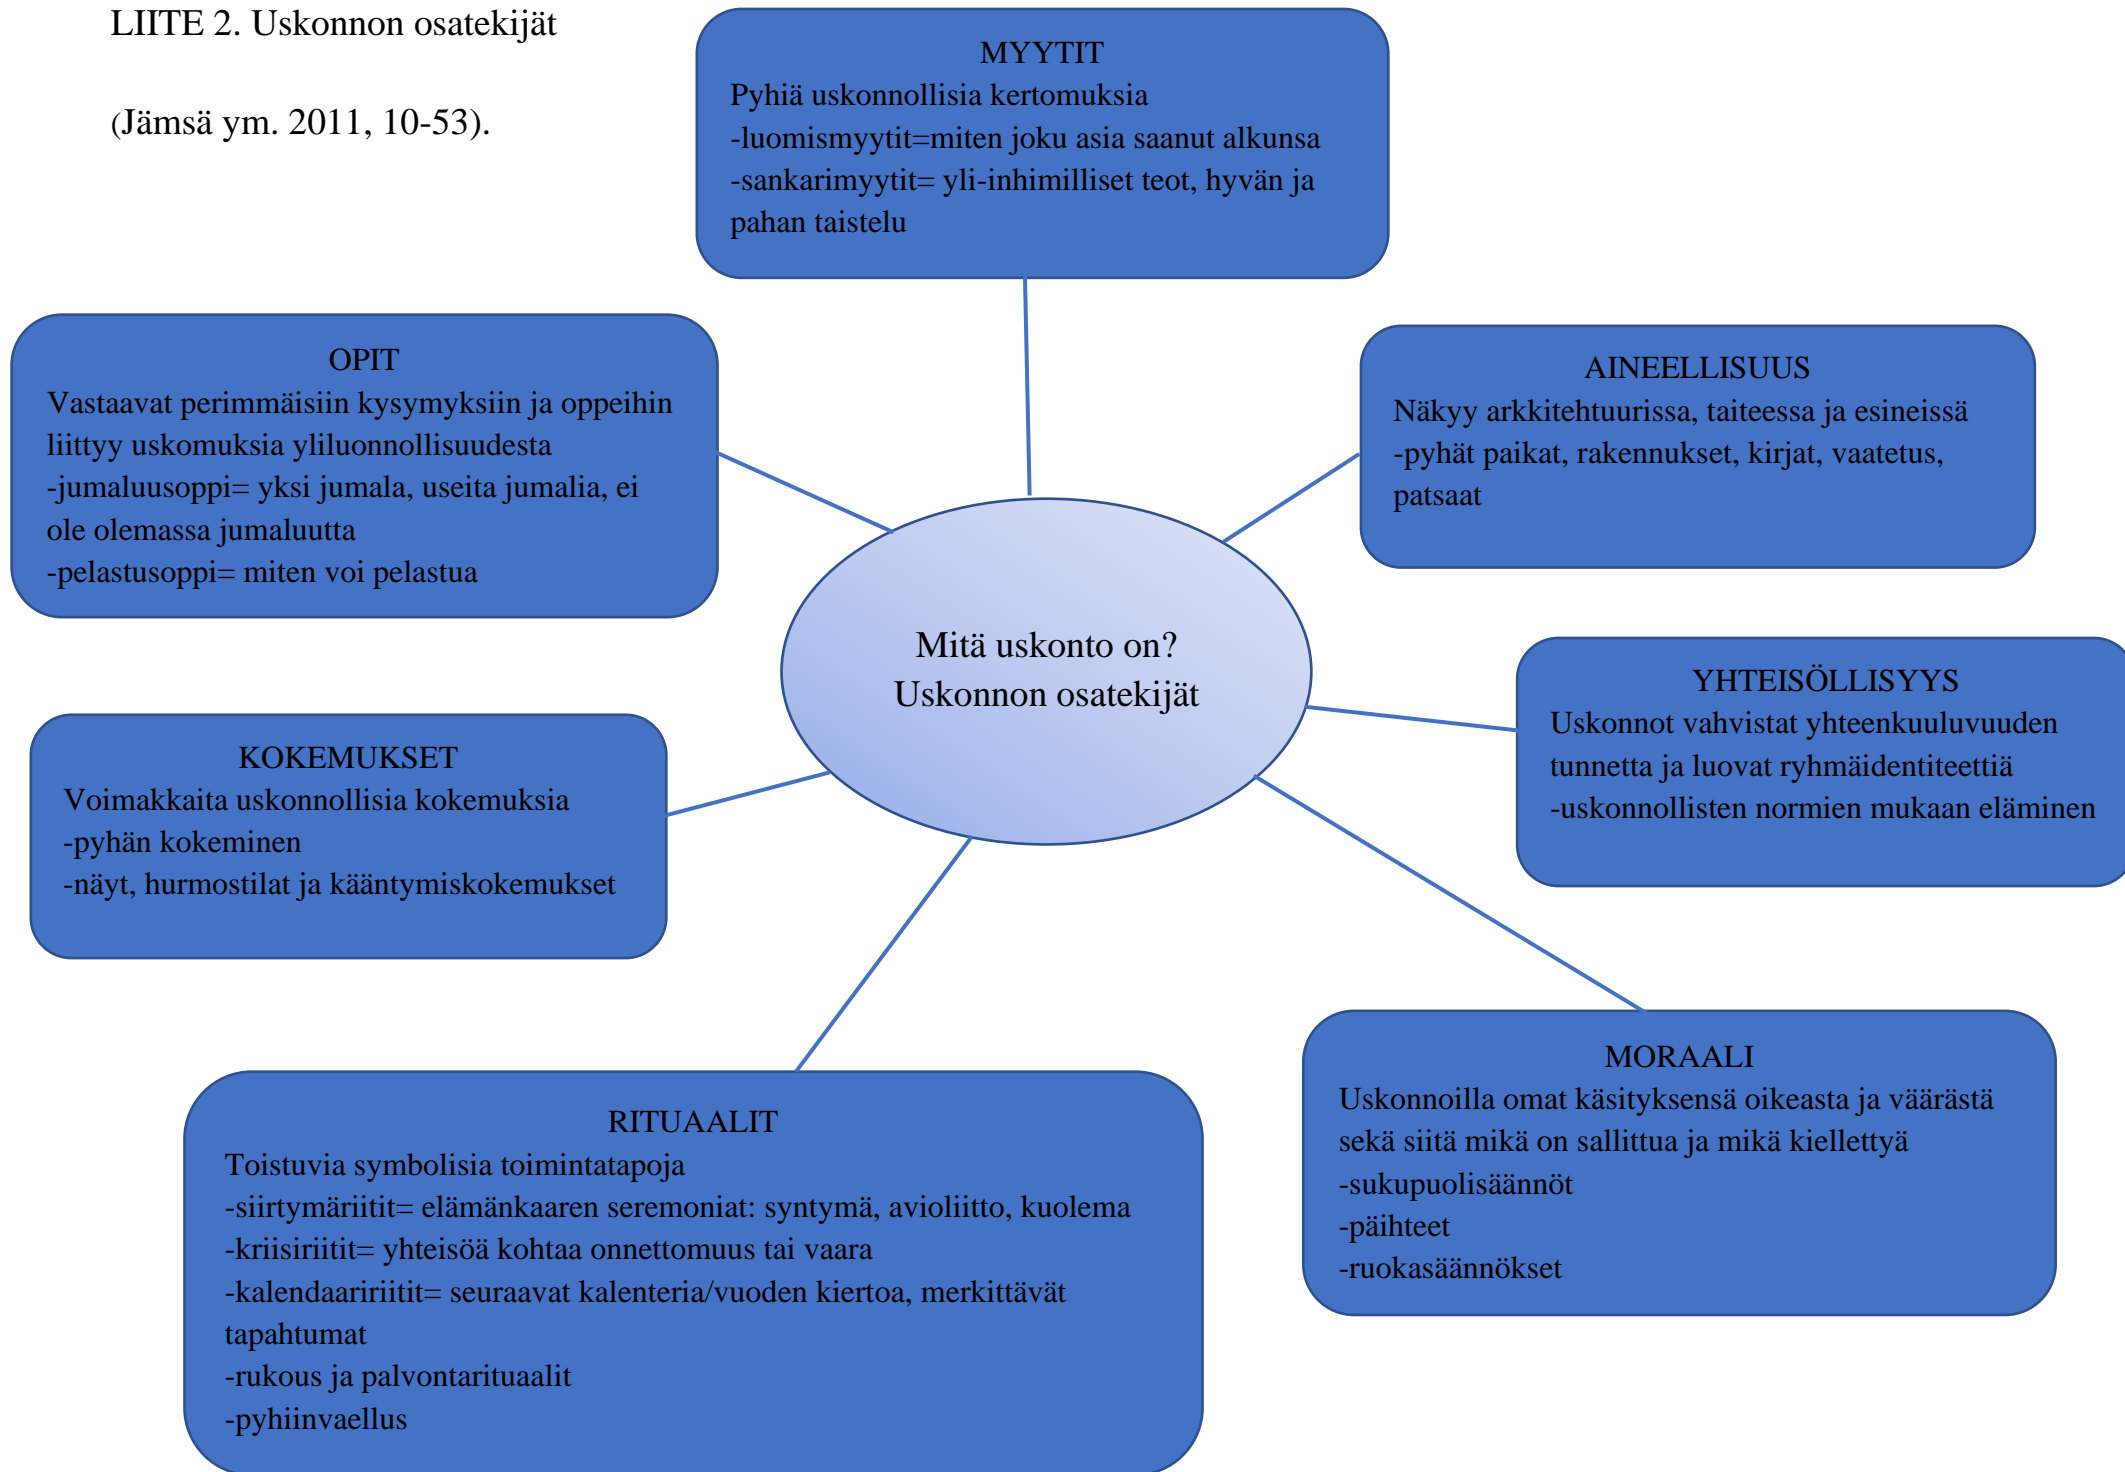 LIITE 2. Uskonnon osatekijät
(Jämsä ym. 2011, 10-53).
MYYTIT
Pyhiä uskonnollisia kertomuksia
-luomismyytit=miten joku asia saanut alkunsa
-sankarimyytit= yli-inhimilliset teot, hyvän ja
pahan taistelu
OPIT
Vastaavat perimmäisiin kysymyksiin ja oppeihin
liittyy uskomuksia yliluonnollisuudesta
-jumaluusoppi= yksi jumala, useita jumalia, ei
ole olemassa jumaluutta
-pelastusoppi= miten voi pelastua
AINEELLISUUS
Näkyy arkkitehtuurissa, taiteessa ja esineissä
-pyhät paikat, rakennukset, kirjat, vaatetus,
patsaat
Mitä uskonto on?
Uskonnon osatekijät
YHTEISÖLLISYYS
Uskonnot vahvistat yhteenkuuluvuuden
tunnetta ja luovat ryhmäidentiteettiä
-uskonnollisten normien mukaan eläminen
KOKEMUKSET
Voimakkaita uskonnollisia kokemuksia
-pyhän kokeminen
-näyt, hurmostilat ja kääntymiskokemukset
MORAALI
Uskonnoilla omat käsityksensä oikeasta ja väärästä
sekä siitä mikä on sallittua ja mikä kiellettyä
-sukupuolisäännöt
-päihteet
-ruokasäännökset
RITUAALIT
Toistuvia symbolisia toimintatapoja
-siirtymäriitit= elämänkaaren seremoniat: syntymä, avioliitto, kuolema
-kriisiriitit= yhteisöä kohtaa onnettomuus tai vaara
-kalendaaririitit= seuraavat kalenteria/vuoden kiertoa, merkittävät
tapahtumat
-rukous ja palvontarituaalit
-pyhiinvaellus